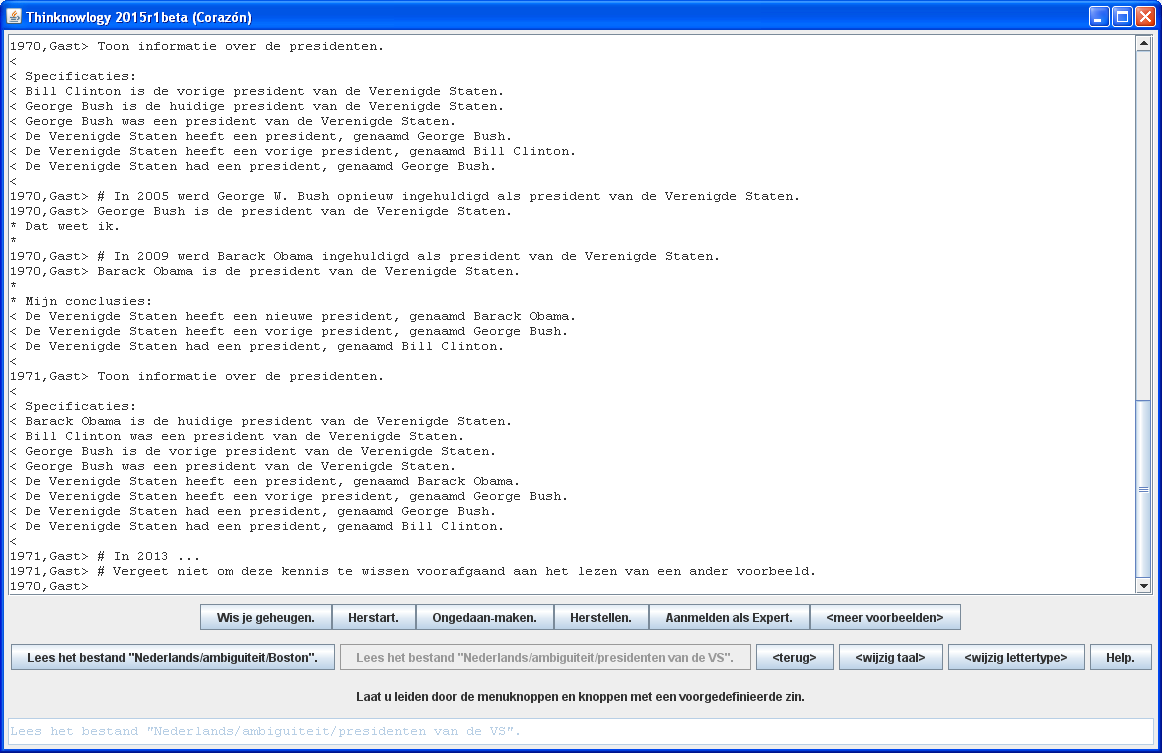 Thinknowlogy 2015r1beta (Corazón)
1970,Gast> Toon informatie over de presidenten.
<
< Specificaties:
< Bill Clinton is de vorige president van de Verenigde Staten.
< George Bush is de huidige president van de Verenigde Staten.
< George Bush was een president van de Verenigde Staten.
< De Verenigde Staten heeft een president, genaamd George Bush.
< De Verenigde Staten heeft een vorige president, genaamd Bill Clinton.
< De Verenigde Staten had een president, genaamd George Bush.
<
1970,Gast> # In 2005 werd George W. Bush opnieuw ingehuldigd als president van de Verenigde Staten.
1970,Gast> George Bush is de president van de Verenigde Staten.
* Dat weet ik.
*
1970,Gast> # In 2009 werd Barack Obama ingehuldigd als president van de Verenigde Staten.
1970,Gast> Barack Obama is de president van de Verenigde Staten.
*
* Mijn conclusies:
< De Verenigde Staten heeft een nieuwe president, genaamd Barack Obama.
< De Verenigde Staten heeft een vorige president, genaamd George Bush.
< De Verenigde Staten had een president, genaamd Bill Clinton.
<
1971,Gast> Toon informatie over de presidenten.
<
< Specificaties:
< Barack Obama is de huidige president van de Verenigde Staten.
< Bill Clinton was een president van de Verenigde Staten.
< George Bush is de vorige president van de Verenigde Staten.
< George Bush was een president van de Verenigde Staten.
< De Verenigde Staten heeft een president, genaamd Barack Obama.
< De Verenigde Staten heeft een vorige president, genaamd George Bush.
< De Verenigde Staten had een president, genaamd George Bush.
< De Verenigde Staten had een president, genaamd Bill Clinton.
<
1971,Gast> # In 2013 ...
1971,Gast> # Vergeet niet om deze kennis te wissen voorafgaand aan het lezen van een ander voorbeeld.
1970,Gast>
Wis je geheugen. Herstart. Ongedaan-maken. Herstellen. Aanmelden als Expert. <meer voorbeelden>
Lees het bestand "Nederlands/ambiguiteit/Boston". Lees het bestand "Nederlands/ambiguiteit/presidenten van de VS". <terug> <wijzig taal> <wijzig lettertype> Help.
Laat u leiden door de menuknoppen en knoppen met een voorgedefinieerde zin.
Lees het bestand "Nederlands/ambiguiteit/presidenten van de VS".